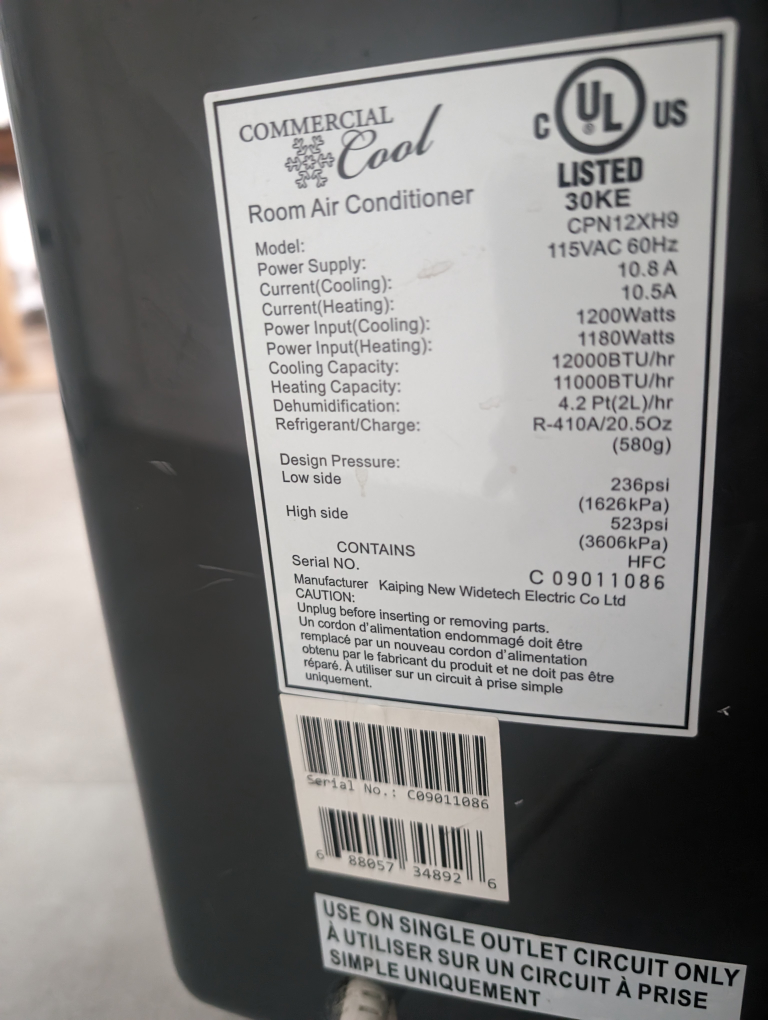 COMMERCIAL
Cool
C UL US
®
LISTED
30KE
Room Air Conditioner
Model: CPN12XH9
Power Supply: 115VAC 60Hz
Current(Cooling): 10.8 A
Current(Heating): 10.5A
Power Input(Cooling): 1200Watts
Power Input(Heating): 1180Watts
Cooling Capacity: 12000BTU/hr
Heating Capacity: 11000BTU/hr
Dehumidification: 4.2 Pt(2L)/hr
Refrigerant/Charge: R-410A/20.5Oz
(580g)
Design Pressure:
Low side 236psi
(1626kPa)
High side 523psi
(3606kPa)
CONTAINS HFC
Serial NO. C 09011086
Manufacturer Kaiping New Widetech Electric Co Ltd
CAUTION:
Unplug before inserting or removing parts.
Un cordon d'alimentation endommagé doit être
remplacé par un nouveau cordon d'alimentation
obtenu par le fabricant du produit et ne doit pas être
réparé. À utiliser sur un circuit à prise simple
uniquement.
Serial No.: C09011086
6 88057 34892 6
USE ON SINGLE OUTLET CIRCUIT ONLY
À UTILISER SUR UN CIRCUIT À PRISE
SIMPLE UNIQUEMENT